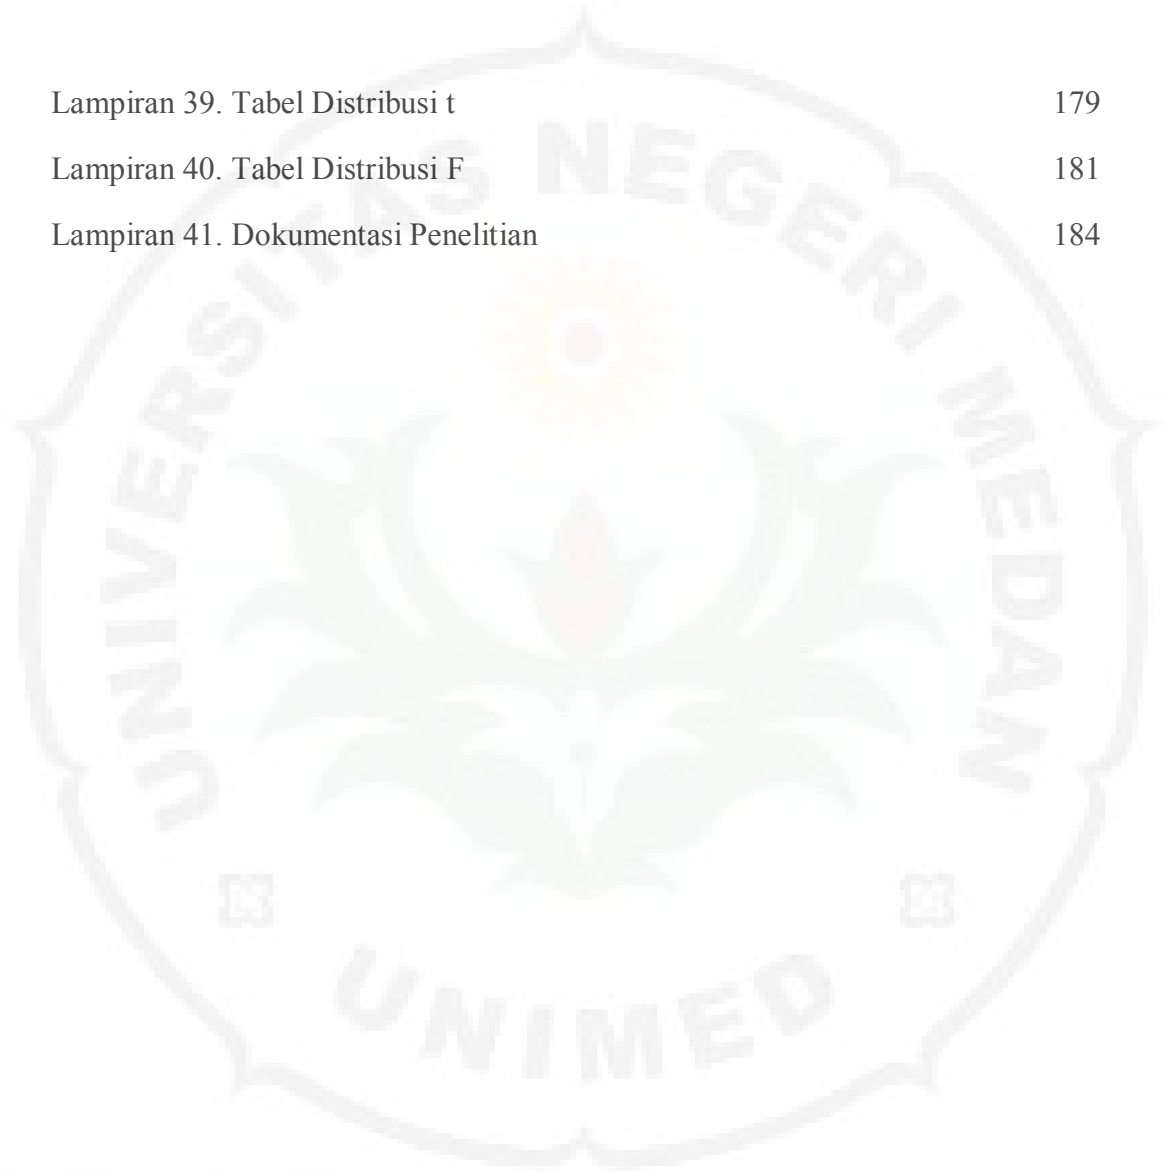 Lampiran 39. Tabel Distribusi t 179
Lampiran 40. Tabel Distribusi F 181
Lampiran 41. Dokumentasi Penelitian 184
UNIVERSITAS NEGERI MEDAN
UNIMED